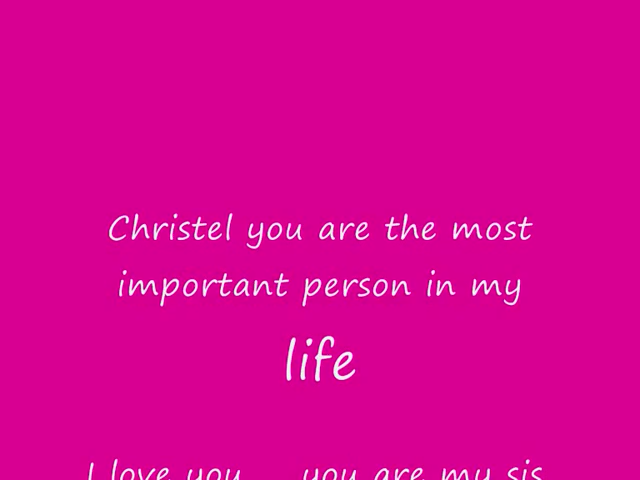 Christel you are the most
important person in my
life
I love you ... you are my sis